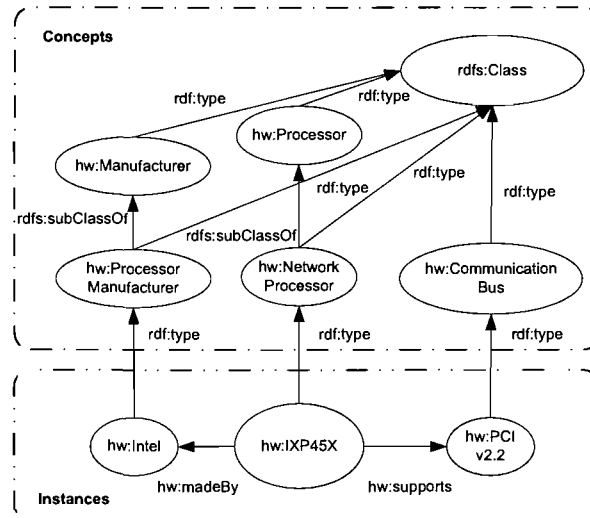 Concepts
rdfs:Class
rdf:type
rdf:type
hw:Processor
hw:Manufacturer
rdf:type
rdf:type
rdf:type
rdfs:subClassOf
rdfs:subClassOf
hw:Processor
Manufacturer
hw:Network
Processor
hw:Communication
Bus
rdf:type
rdf:type
rdf:type
hw:Intel
hw:IXP45X
hw:PCI
v2.2
hw:madeBy
hw:supports
Instances